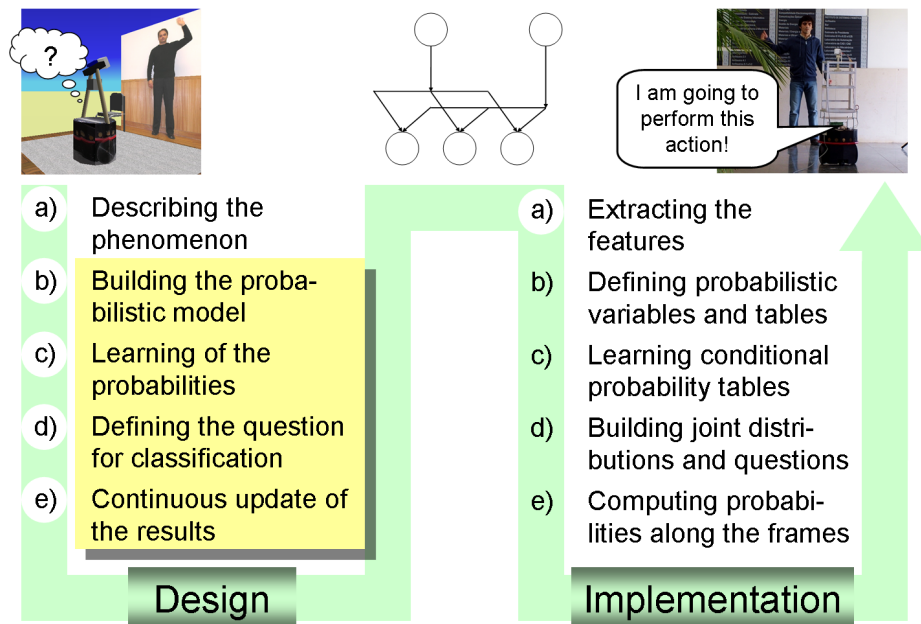 ?
I am going to
perform this
action!
a) Describing the
phenomenon
b) Building the proba-
bilistic model
c) Learning of the
probabilities
d) Defining the question
for classification
e) Continuous update of
the results
Design
a) Extracting the
features
b) Defining probabilistic
variables and tables
c) Learning conditional
probability tables
d) Building joint distri-
butions and questions
e) Computing probabi-
lities along the frames
Implementation